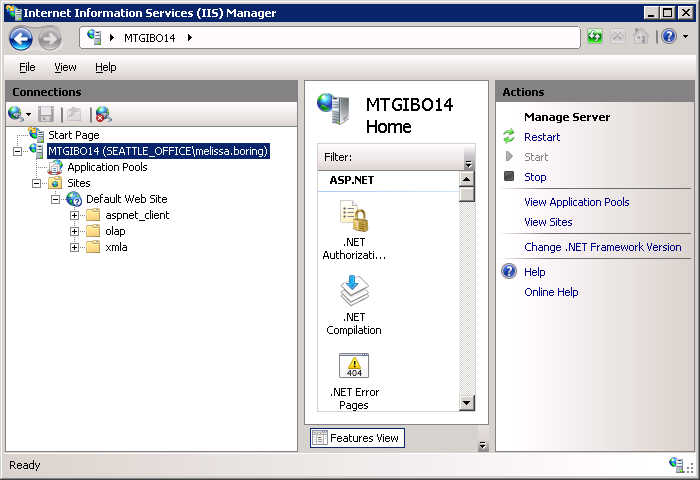 Internet Information Services (IIS) Manager
MTGIBO14
File View Help
Connections
Start Page
MTGIBO14 (SEATTLE_OFFICE\melissa.boring)
Application Pools
Sites
Default Web Site
aspnet_client
olap
xmla
MTGIBO14
Home
Filter:
ASP.NET
.NET
Authorizati...
.NET
Compilation
404
.NET Error
Pages
Features View
Actions
Manage Server
Restart
Start
Stop
View Application Pools
View Sites
Change .NET Framework Version
Help
Online Help
Ready